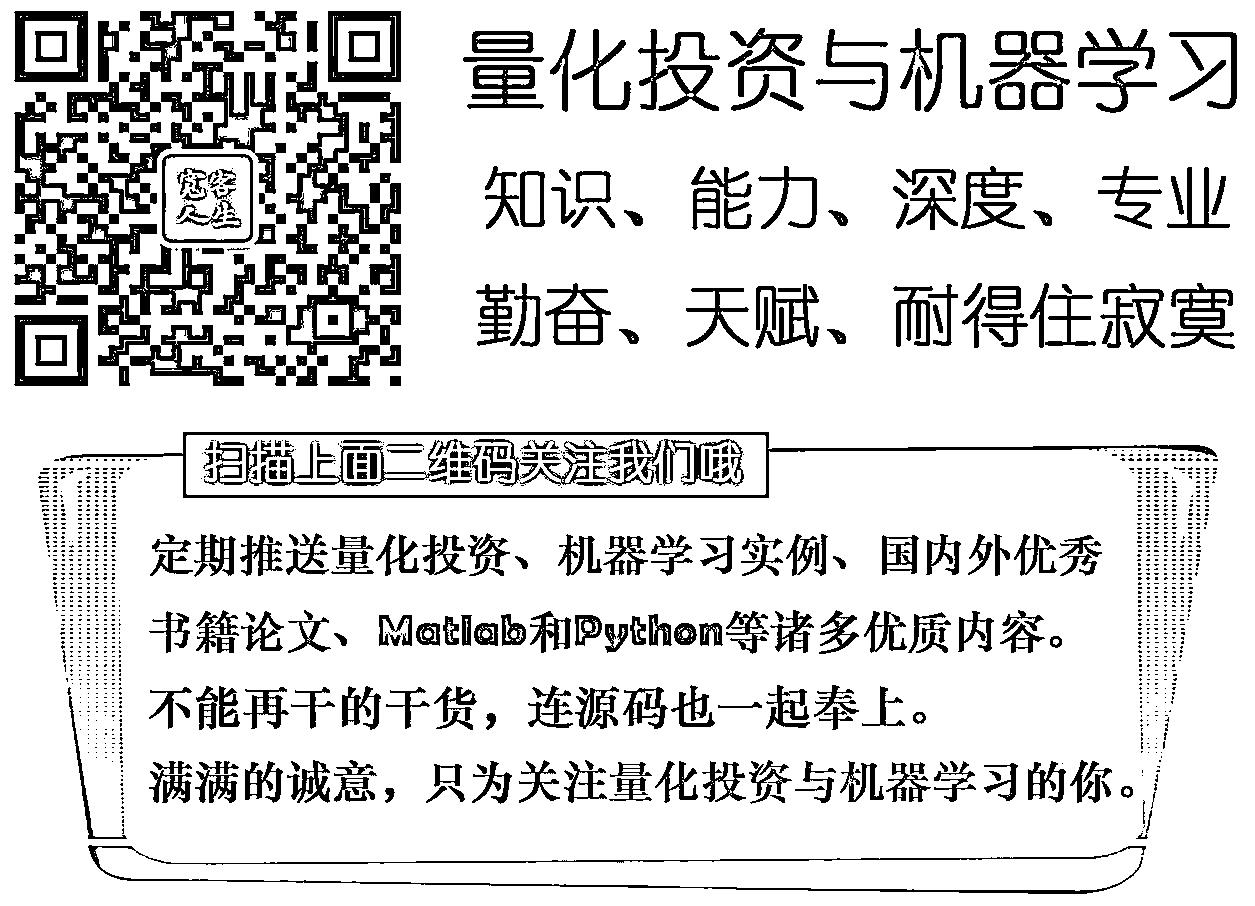 量化投资与机器学习
知识、能力、深度、专业
勤奋、天赋、耐得住寂寞
宽客
人生
扫描上面二维码关注我们哦
定期推送量化投资、机器学习实例、国内外优秀
书籍论文、Matlab和Python等诸多优质内容。
不能再干的干货，连源码也一起奉上。
满满的诚意，只为关注量化投资与机器学习的你。